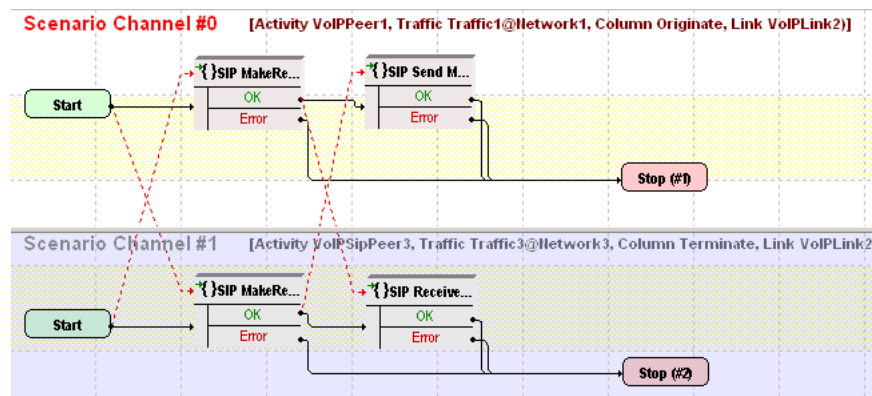 Scenario Channel #0 [Activity VoIPPeer1, Traffic Traffic1@Network1, Column Originate, Link VoIPLink2)]
{ }SIP MakeRe... { }SIP Send M...
Start OK OK
Error Error
Stop (#1)
Scenario Channel #1 [Activity VoIPSipPeer3, Traffic Traffic3@Network3, Column Terminate, Link VoIPLink2
{ }SIP MakeRe... { }SIP Receive...
Start OK OK
Error Error
Stop (#2)